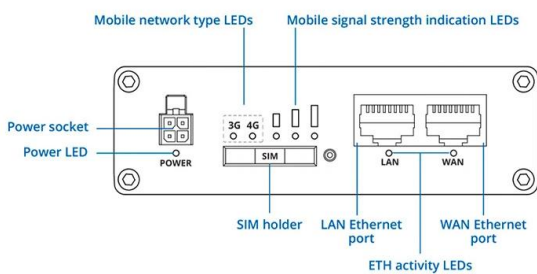 Mobile network type LEDs
Mobile signal strength indication LEDs
Power socket
3G 4G
Power LED
POWER
SIM
LAN
WAN
SIM holder
LAN Ethernet
port
WAN Ethernet
port
ETH activity LEDs